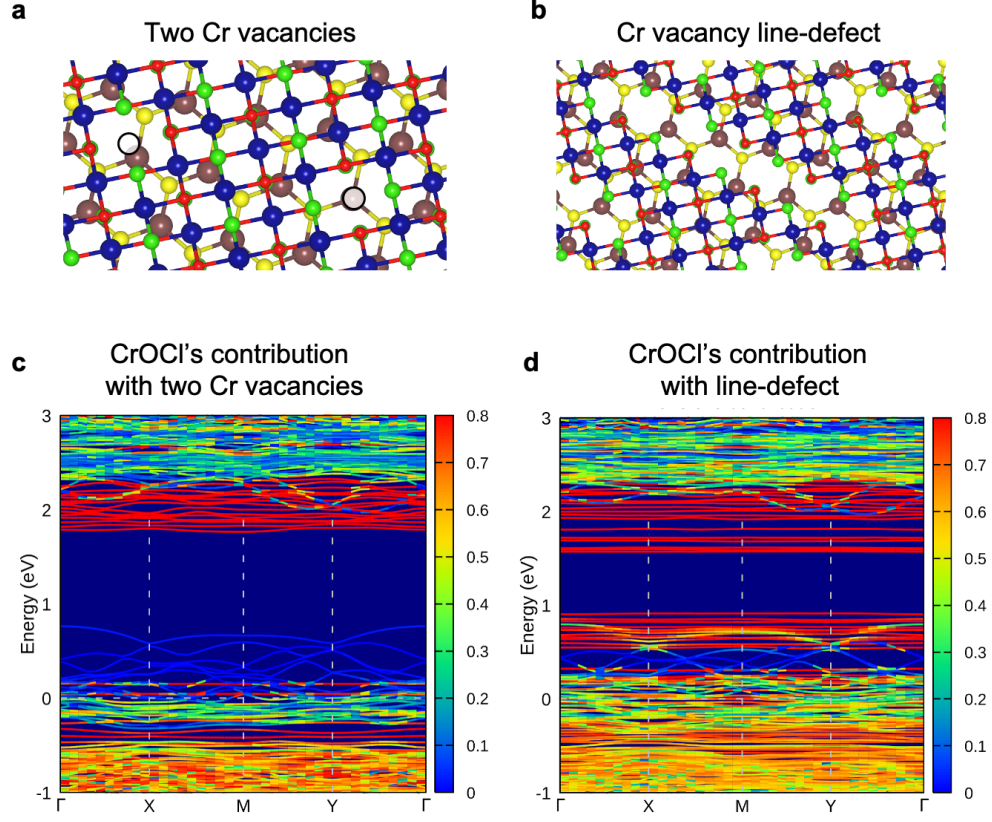 a
Two Cr vacancies
b
Cr vacancy line-defect
c
CrOCl’s contribution
with two Cr vacancies
d
CrOCl’s contribution
with line-defect
3
2
1
0
-1
Energy (eV)
Γ X M Y Γ
0.8
0.7
0.6
0.5
0.4
0.3
0.2
0.1
0
3
2
1
0
-1
Energy (eV)
Γ X M Y Γ
0.8
0.7
0.6
0.5
0.4
0.3
0.2
0.1
0